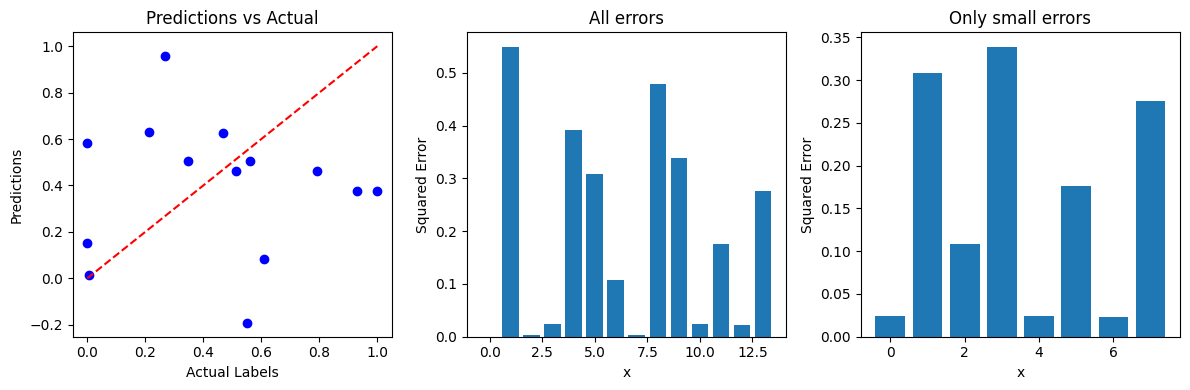 Predictions vs Actual
1.0
0.8
0.6
0.4
0.2
0.0
−0.2
Predictions
0.0 0.2 0.4 0.6 0.8 1.0
Actual Labels
All errors
0.5
0.4
0.3
0.2
0.1
0.0
Squared Error
0.0 2.5 5.0 7.5 10.0 12.5
x
Only small errors
0.35
0.30
0.25
0.20
0.15
0.10
0.05
0.00
Squared Error
0 2 4 6
x